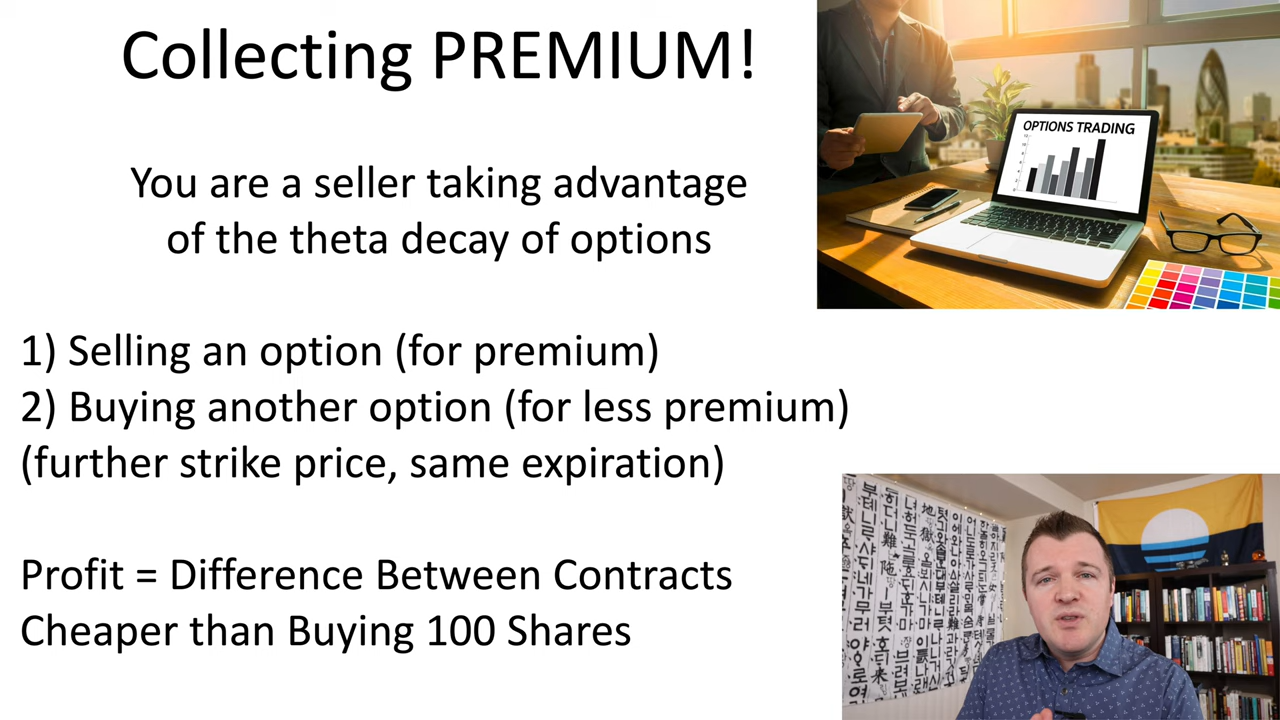 Collecting PREMIUM!
You are a seller taking advantage
of the theta decay of options
1) Selling an option (for premium)
2) Buying another option (for less premium)
(further strike price, same expiration)
Profit = Difference Between Contracts
Cheaper than Buying 100 Shares
OPTIONS TRADING